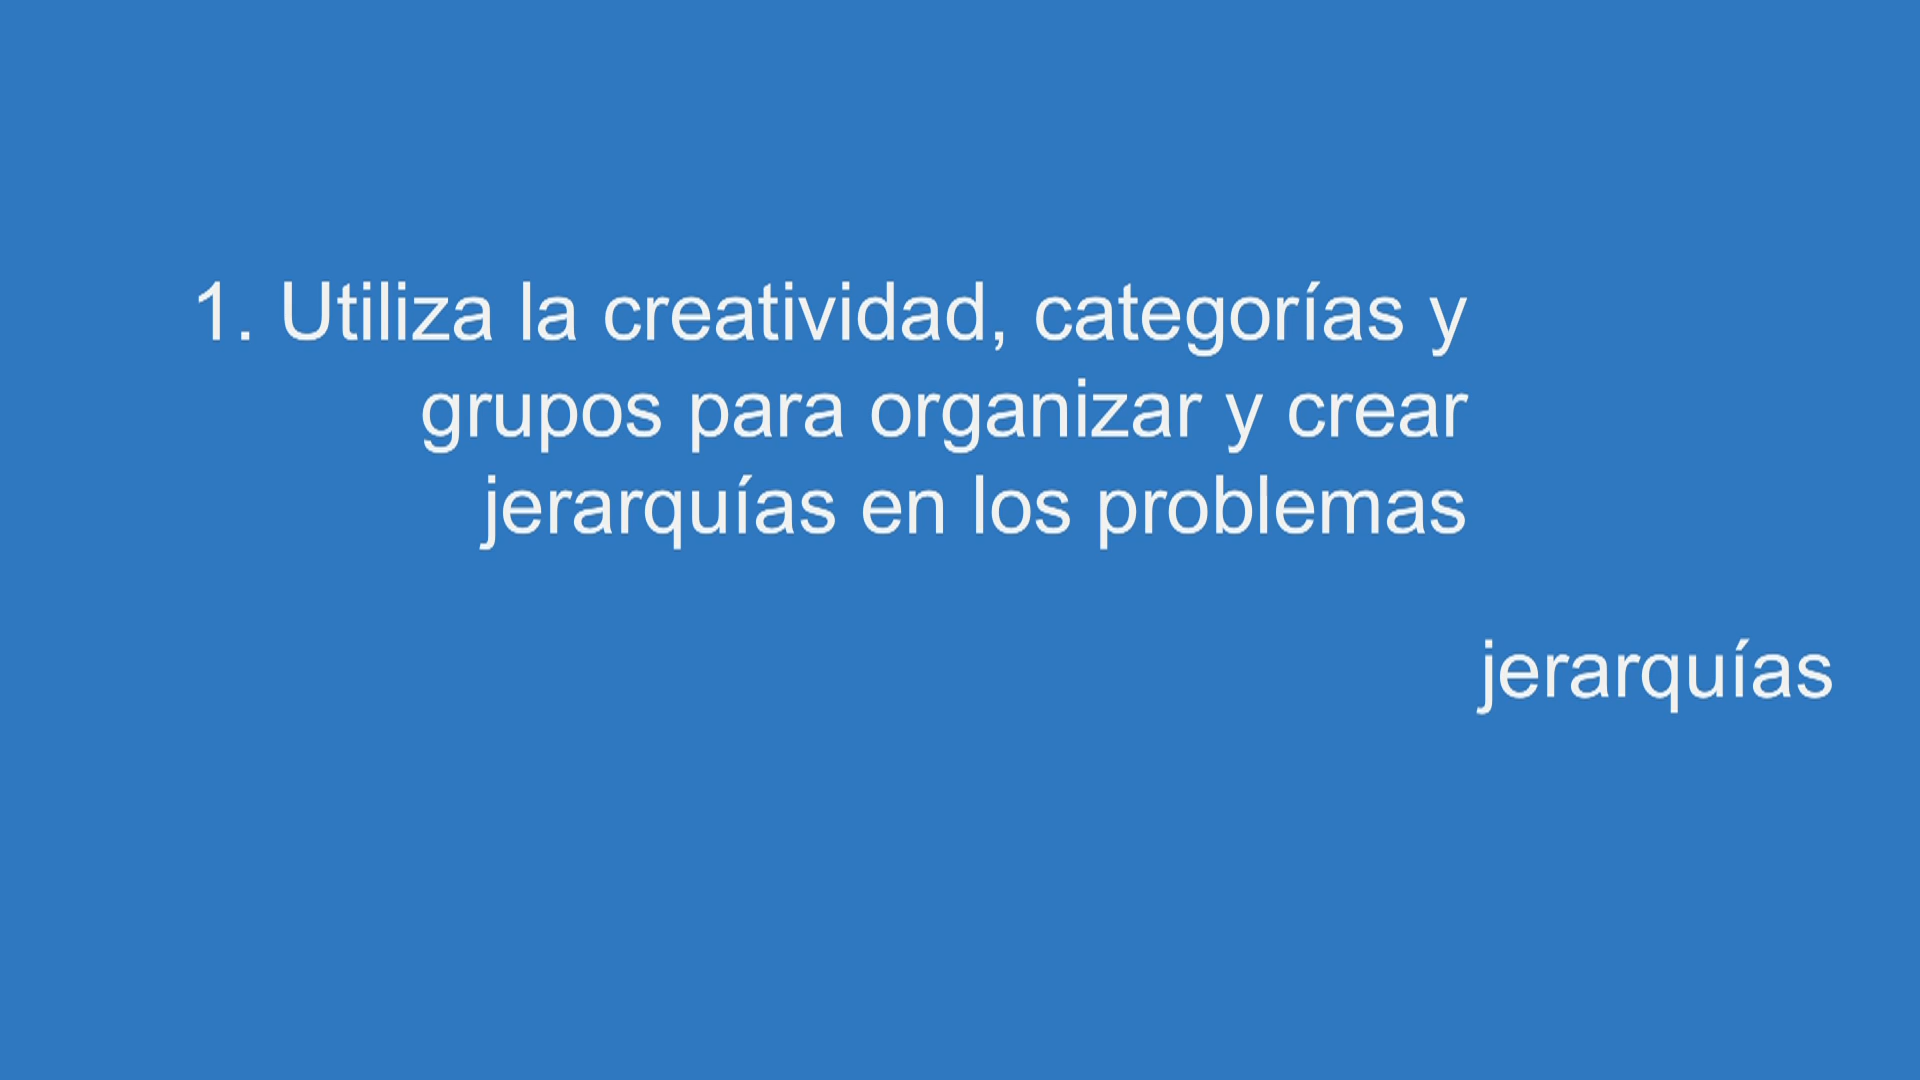 1. Utiliza la creatividad, categorías y
grupos para organizar y crear
jerarquías en los problemas
jerarquías